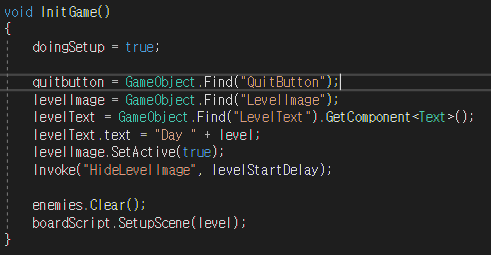 void InitGame()
{
doingSetup = true;
quitbutton = GameObject.Find("QuitButton");
levelImage = GameObject.Find("LevelImage");
levelText = GameObject.Find("LevelText").GetComponent<Text>();
levelText.text = "Day " + level;
levelImage.SetActive(true);
Invoke("HideLevelImage", levelStartDelay);
enemies.Clear();
boardScript.SetupScene(level);
}